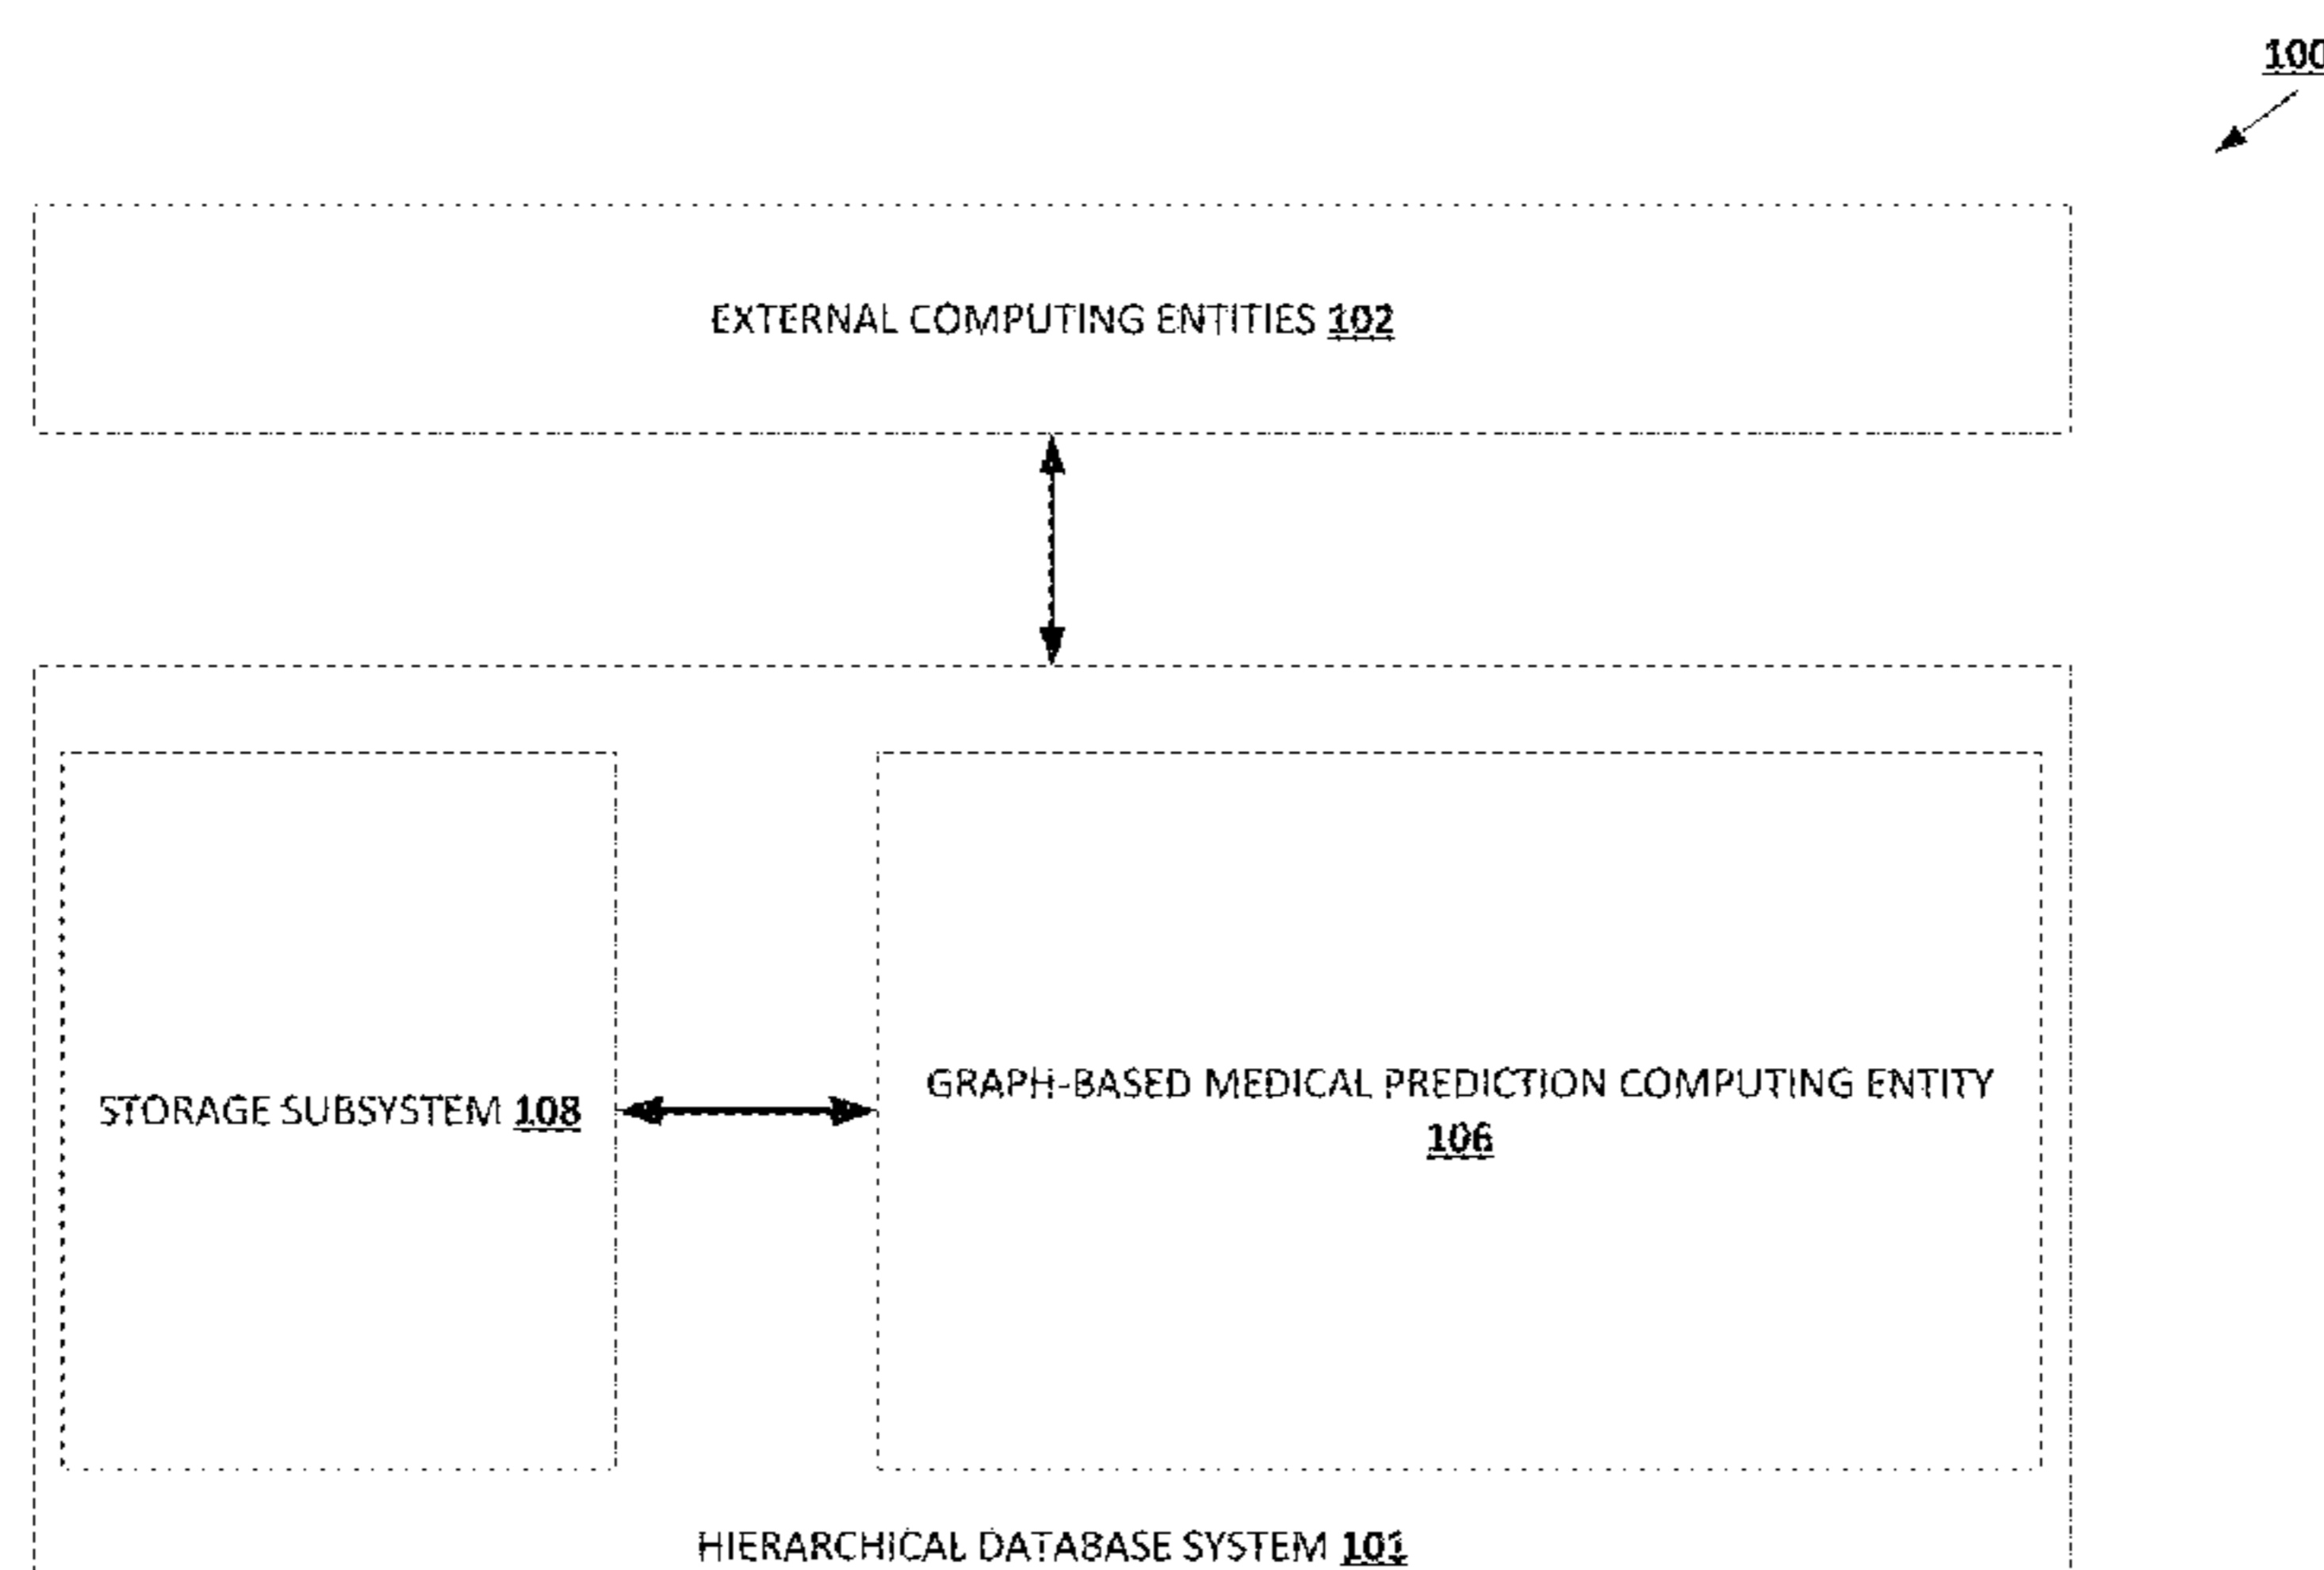 100
EXTERNAL COMPUTING ENTITIES 102
GRAPH-BASED MEDICAL PREDICTION COMPUTING ENTITY
106
STORAGE SUBSYSTEM 108
HIERARCHICAL DATABASE SYSTEM 101